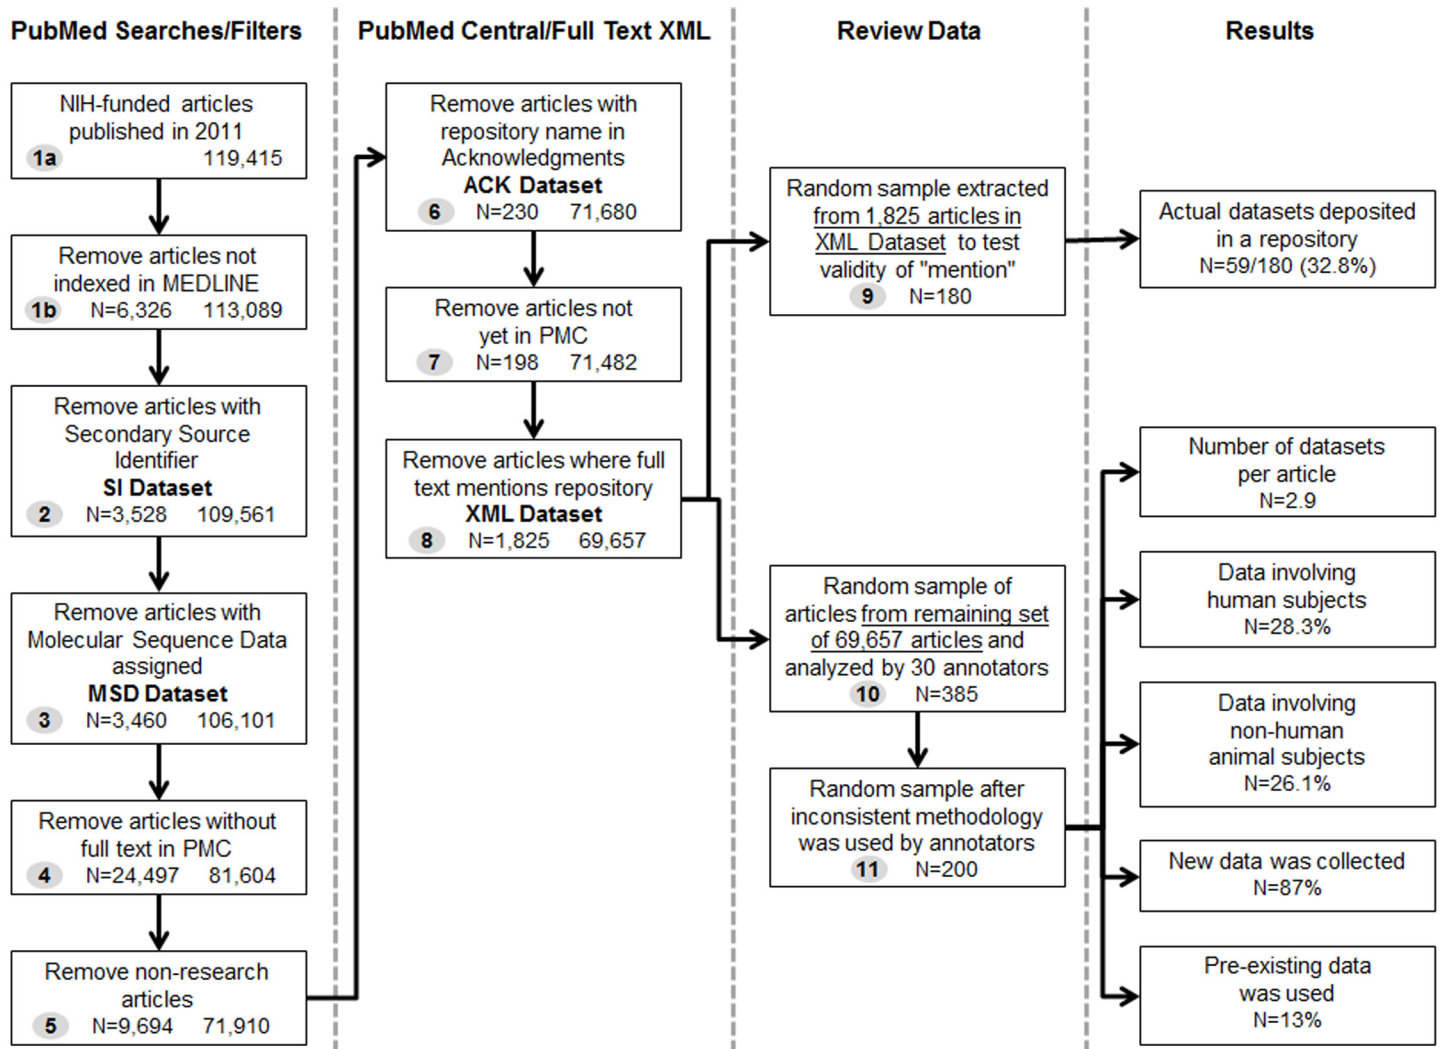 PubMed Searches/Filters
NIH-funded articles
published in 2011
1a 119,415
Remove articles not
indexed in MEDLINE
1b N=6,326 113,089
Remove articles with
Secondary Source
Identifier
SI Dataset
2 N=3,528 109,561
Remove articles with
Molecular Sequence Data
assigned
MSD Dataset
3 N=3,460 106,101
Remove articles without
full text in PMC
4 N=24,497 81,604
Remove non-research
articles
5 N=9,694 71,910
PubMed Central/Full Text XML
Remove articles with
repository name in
Acknowledgments
ACK Dataset
6 N=230 71,680
Remove articles not
yet in PMC
7 N=198 71,482
Remove articles where full
text mentions repository
XML Dataset
8 N=1,825 69,657
Review Data
Random sample extracted
from 1,825 articles in
XML Dataset to test
validity of "mention"
9 N=180
Random sample of
articles from remaining set
of 69,657 articles and
analyzed by 30 annotators
10 N=385
Random sample after
inconsistent methodology
was used by annotators
11 N=200
Results
Actual datasets deposited
in a repository
N=59/180 (32.8%)
Number of datasets
per article
N=2.9
Data involving
human subjects
N=28.3%
Data involving
non-human
animal subjects
N=26.1%
New data was collected
N=87%
Pre-existing data
was used
N=13%